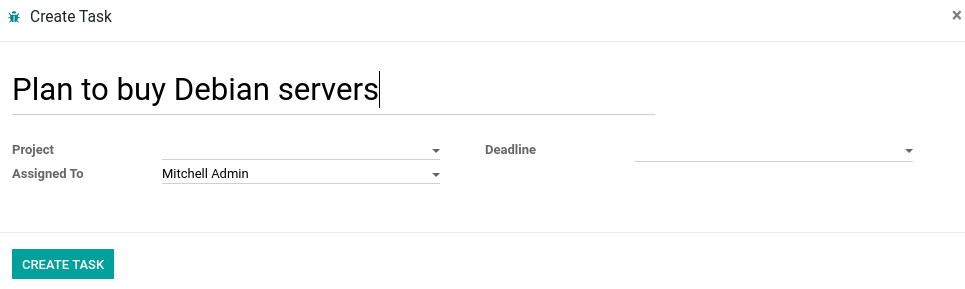 Create Task
×
Plan to buy Debian servers
Project
Deadline
Assigned To Mitchell Admin
CREATE TASK